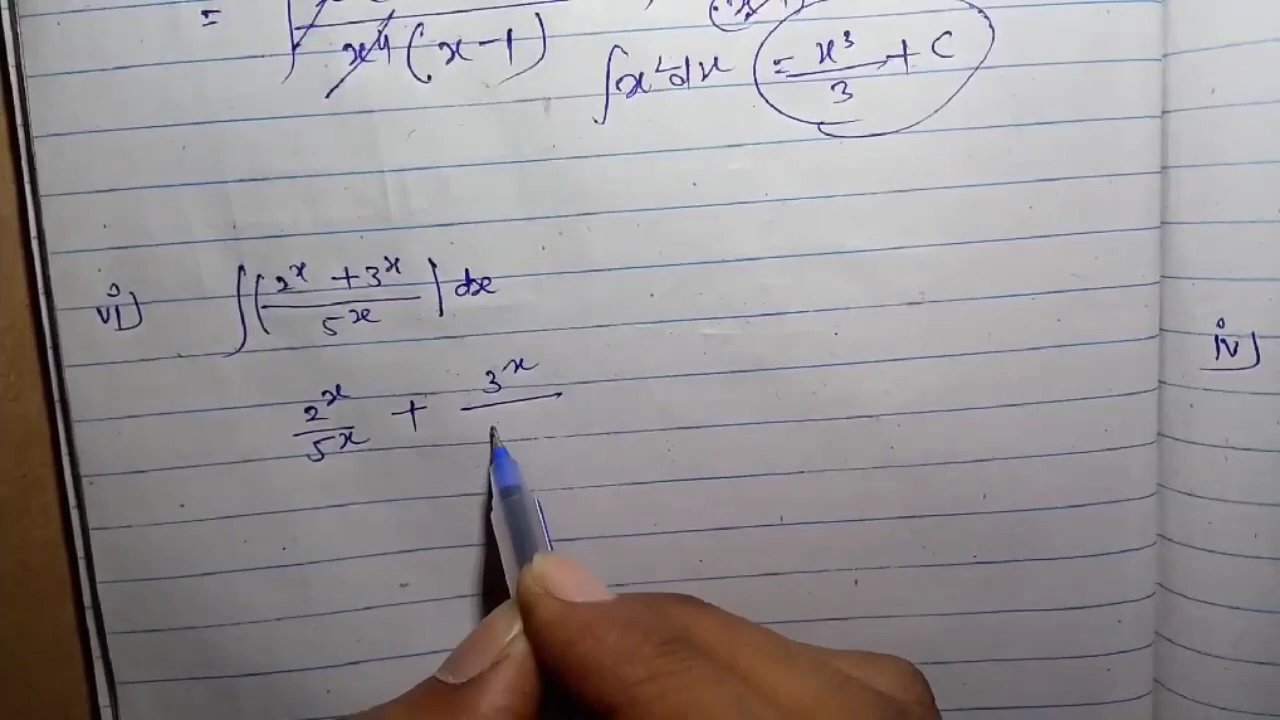 = x⁴(x-1)
∫x²dx = x³/3 + C
vi) ∫(2ˣ + 3ˣ / 5ˣ) dx
iv)
2ˣ/5ˣ + 3ˣ/